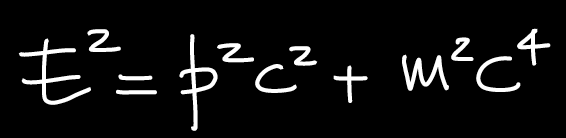 E² = p²c² + m²c⁴